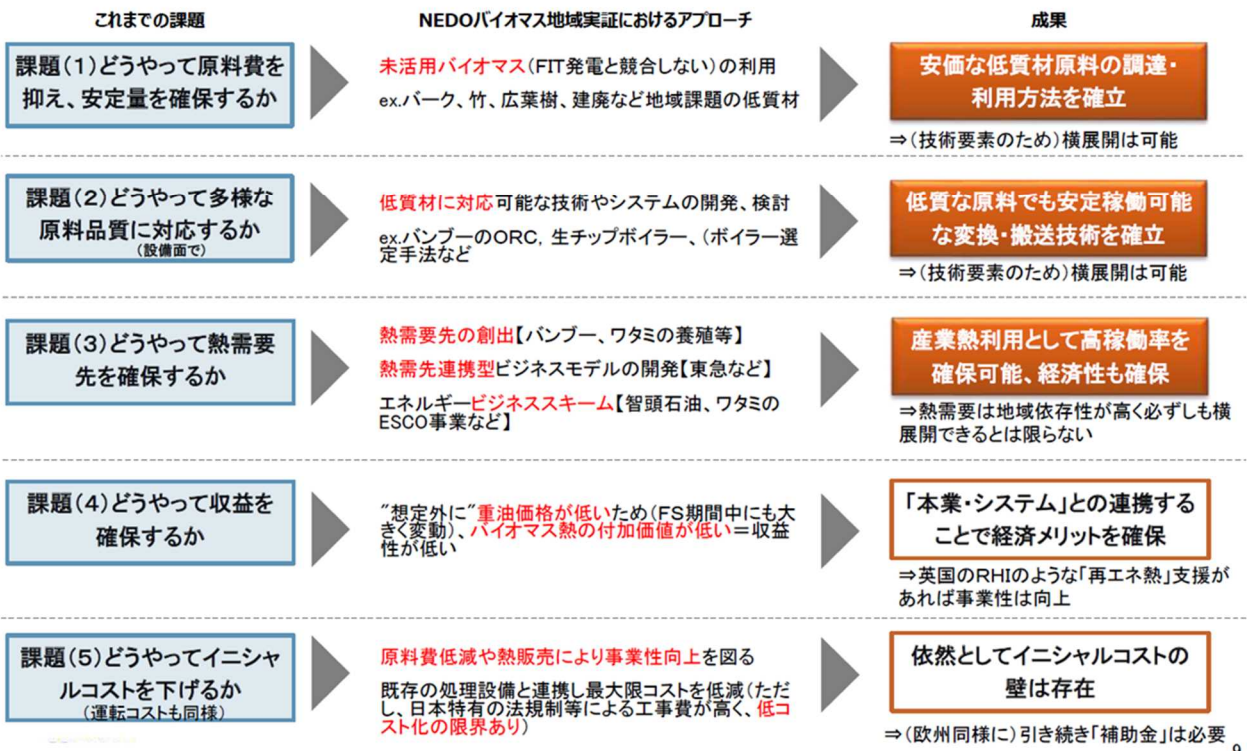 これまでの課題
NEDOバイオマス地域実証におけるアプローチ
成果
課題(1)どうやって原料費を
抑え、安定量を確保するか
未活用バイオマス(FIT発電と競合しない)の利用
ex.バーク、竹、広葉樹、建廃など地域課題の低質材
安価な低質材原料の調達・
利用方法を確立
⇒(技術要素のため)横展開は可能
課題(2)どうやって多様な
原料品質に対応するか
(設備面で)
低質材に対応可能な技術やシステムの開発、検討
ex.バンブーのORC, 生チップボイラー、(ボイラー選
定手法など
低質な原料でも安定稼働可能
な変換・搬送技術を確立
⇒(技術要素のため)横展開は可能
課題(3)どうやって熱需要
先を確保するか
熱需要先の創出【バンブー、ワタミの養殖等】
熱需先連携型ビジネスモデルの開発【東急など】
エネルギービジネススキーム【智頭石油、ワタミの
ESCO事業など】
産業熱利用として高稼働率を
確保可能、経済性も確保
⇒熱需要は地域依存性が高く必ずしも横
展開できるとは限らない
課題(4)どうやって収益を
確保するか
"想定外に"重油価格が低いため(FS期間中にも大
きく変動)、バイオマス熱の付加価値が低い=収益
性が低い
「本業・システム」との連携する
ことで経済メリットを確保
⇒英国のRHIのような「再エネ熱」支援が
あれば事業性は向上
課題(5)どうやってイニシャ
ルコストを下げるか
(運転コストも同様)
原料費低減や熱販売により事業性向上を図る
既存の処理設備と連携し最大限コストを低減(ただ
し、日本特有の法規制等による工事費が高く、低コ
スト化の限界あり)
依然としてイニシャルコストの
壁は存在
⇒(欧州同様に)引き続き「補助金」は必要
9